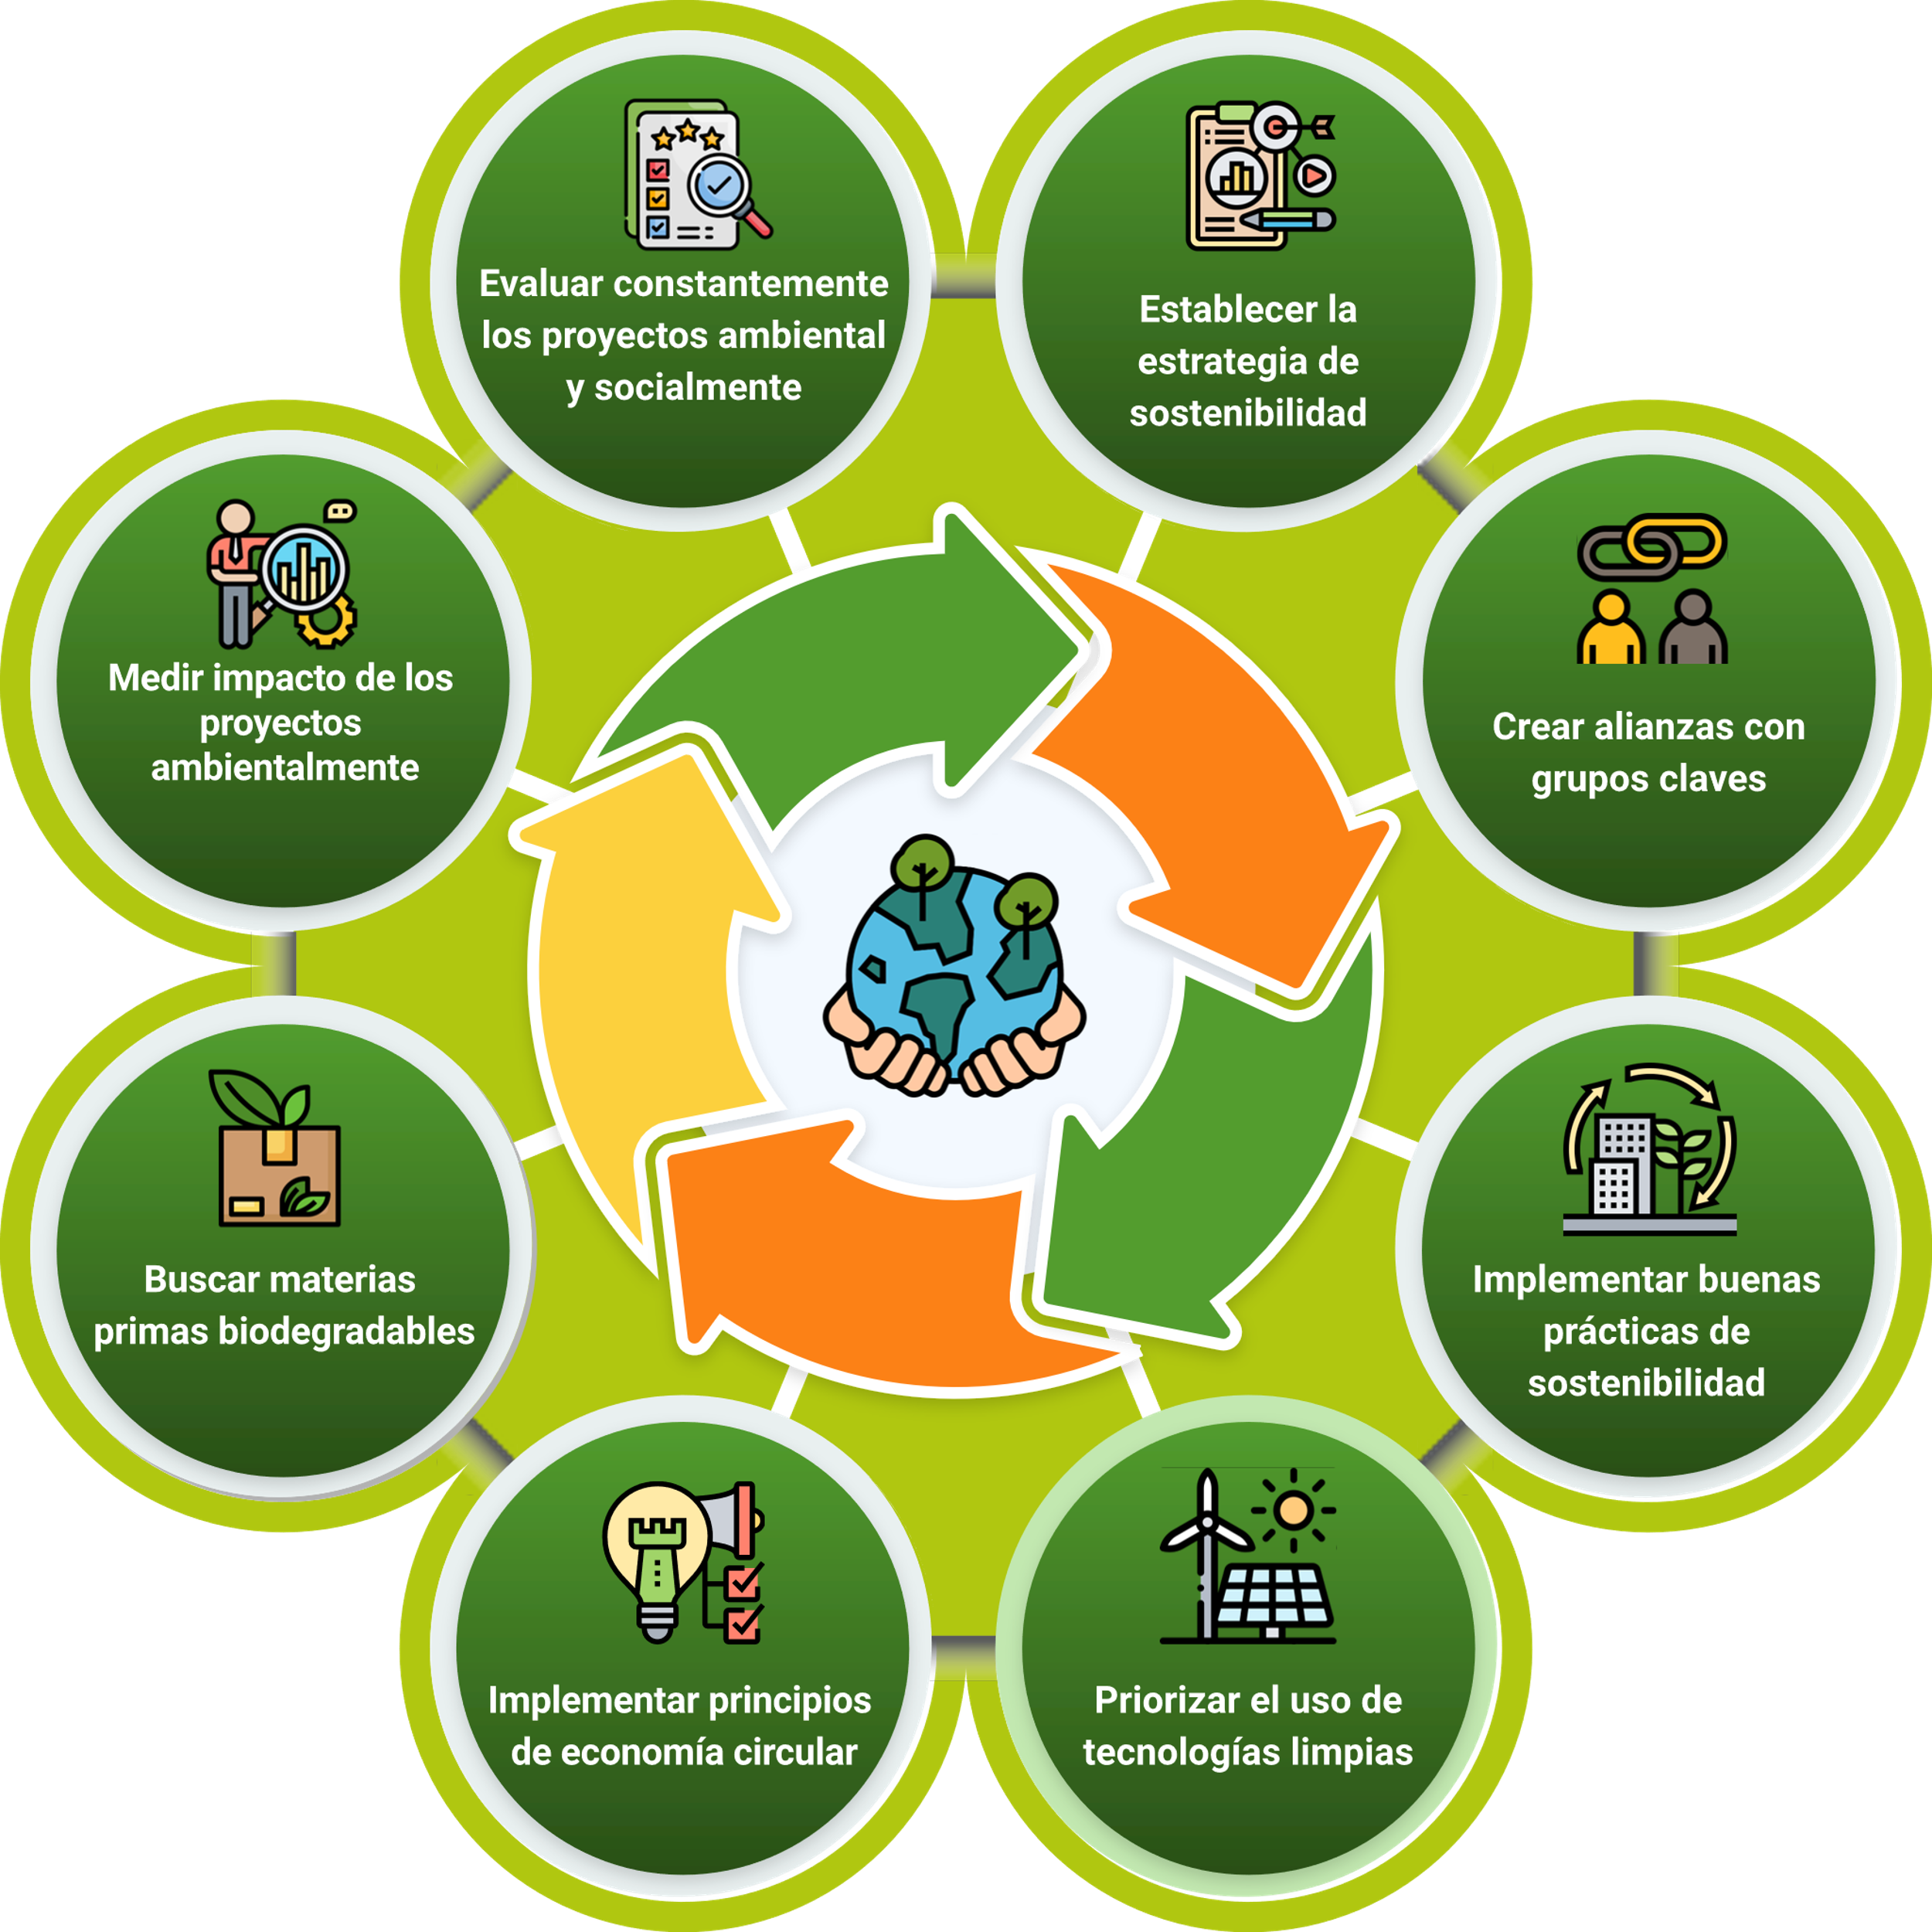 Evaluar constantemente
los proyectos ambiental
y socialmente
Establecer la
estrategia de
sostenibilidad
Medir impacto de los
proyectos
ambientalmente
Crear alianzas con
grupos claves
Buscar materias
primas biodegradables
Implementar buenas
prácticas de
sostenibilidad
Implementar principios
de economía circular
Priorizar el uso de
tecnologías limpias